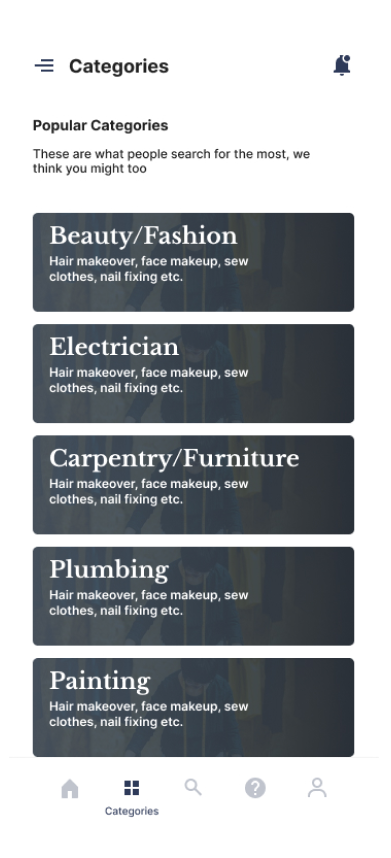 Categories
Popular Categories
These are what people search for the most, we
think you might too
Beauty/Fashion
Hair makeover, face makeup, sew
clothes, nail fixing etc.
Electrician
Hair makeover, face makeup, sew
clothes, nail fixing etc.
Carpentry/Furniture
Hair makeover, face makeup, sew
clothes, nail fixing etc.
Plumbing
Hair makeover, face makeup, sew
clothes, nail fixing etc.
Painting
Hair makeover, face makeup, sew
clothes, nail fixing etc.
Categories